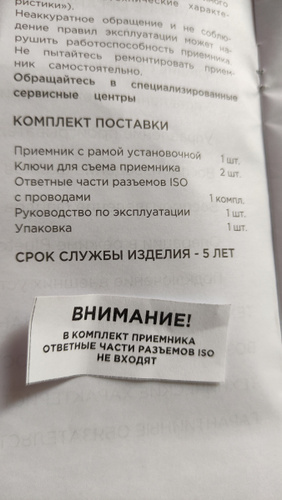 ристики»).
Неаккуратное обращение и не соблю-
дение правил эксплуатации может на-
рушить работоспособность приемника.
Не пытайтесь ремонтировать прием-
ник самостоятельно.
Обращайтесь в специализированные
сервисные центры
КОМПЛЕКТ ПОСТАВКИ
Приемник с рамой установочной 1 шт.
Ключи для съема приемника 2 шт.
Ответные части разъемов ISO
с проводами 1 компл.
Руководство по эксплуатации 1 шт.
Упаковка 1 шт.
СРОК СЛУЖБЫ ИЗДЕЛИЯ - 5 ЛЕТ
ВНИМАНИЕ!
В КОМПЛЕКТ ПРИЕМНИКА
ОТВЕТНЫЕ ЧАСТИ РАЗЪЕМОВ ISO
НЕ ВХОДЯТ